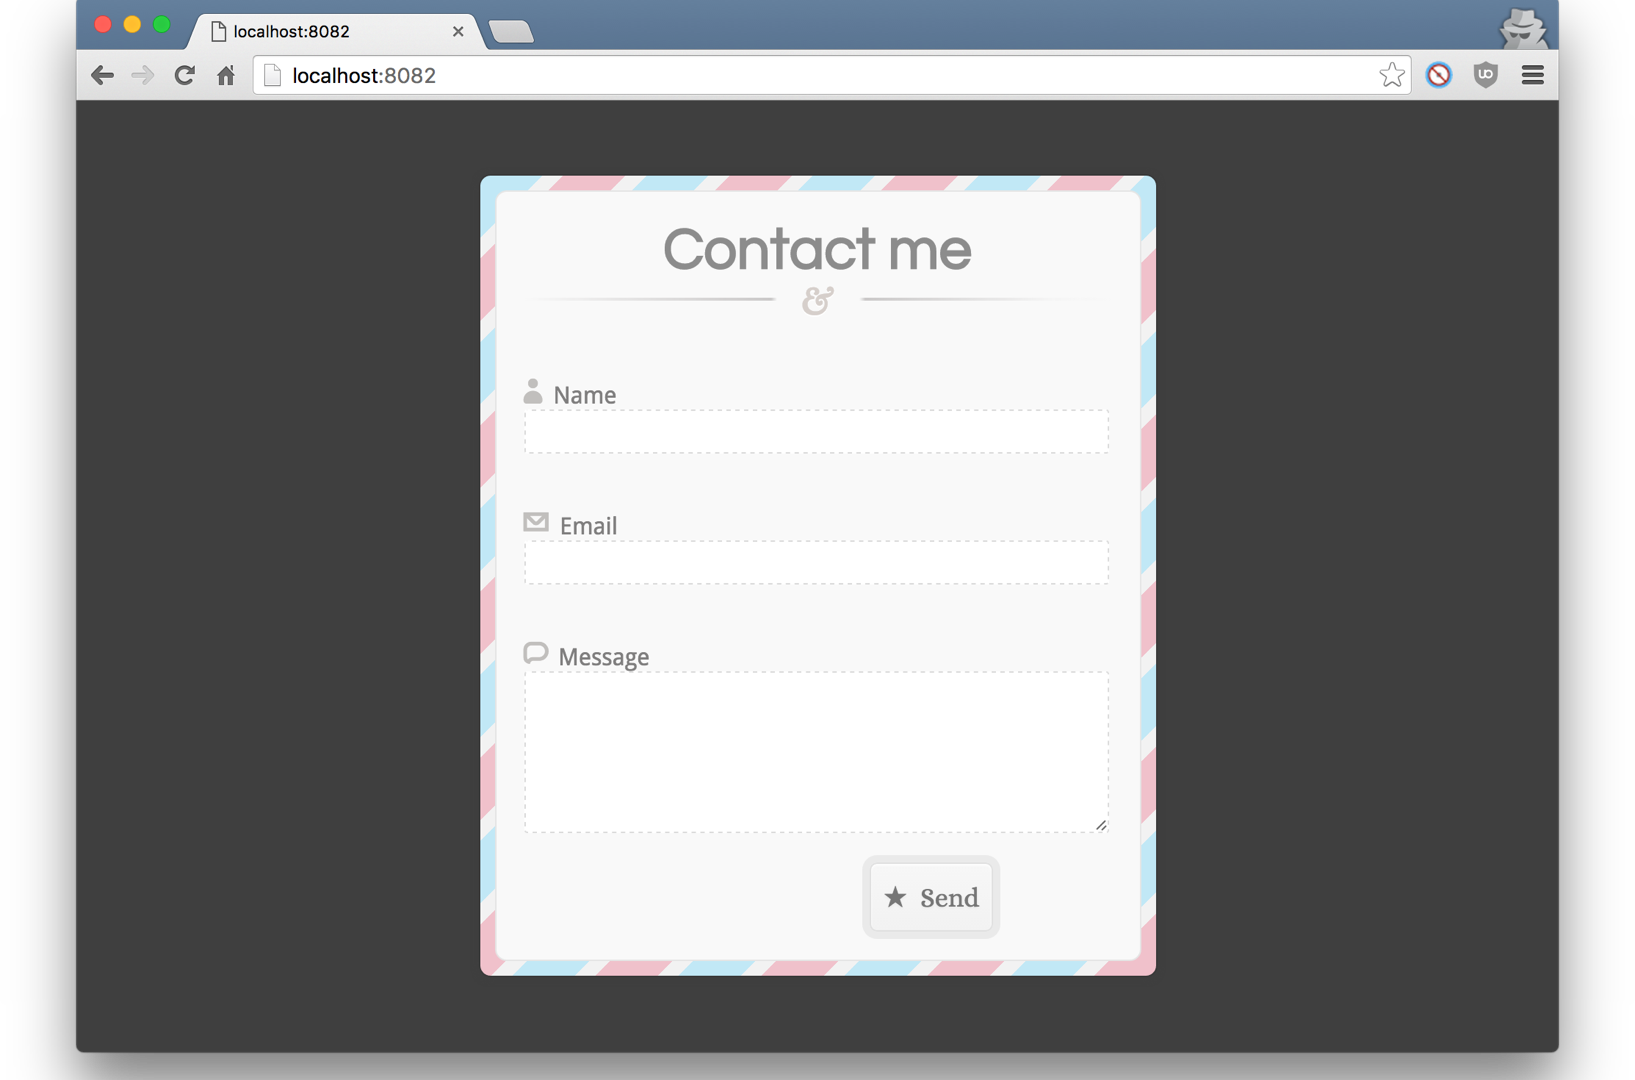 localhost:8082
localhost:8082
Contact me
&
Name
Email
Message
★ Send